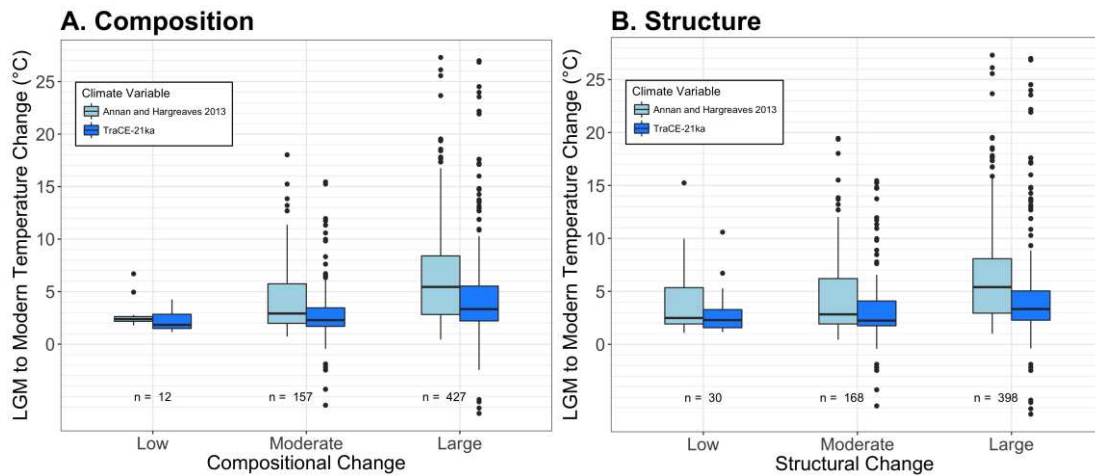 A. Composition
LGM to Modern Temperature Change (°C)
25
20
15
10
5
0
Climate Variable
Annan and Hargreaves 2013
TraCE-21ka
n = 12
n = 157
n = 427
Low
Moderate
Large
Compositional Change
B. Structure
LGM to Modern Temperature Change (°C)
25
20
15
10
5
0
Climate Variable
Annan and Hargreaves 2013
TraCE-21ka
n = 30
n = 168
n = 398
Low
Moderate
Large
Structural Change